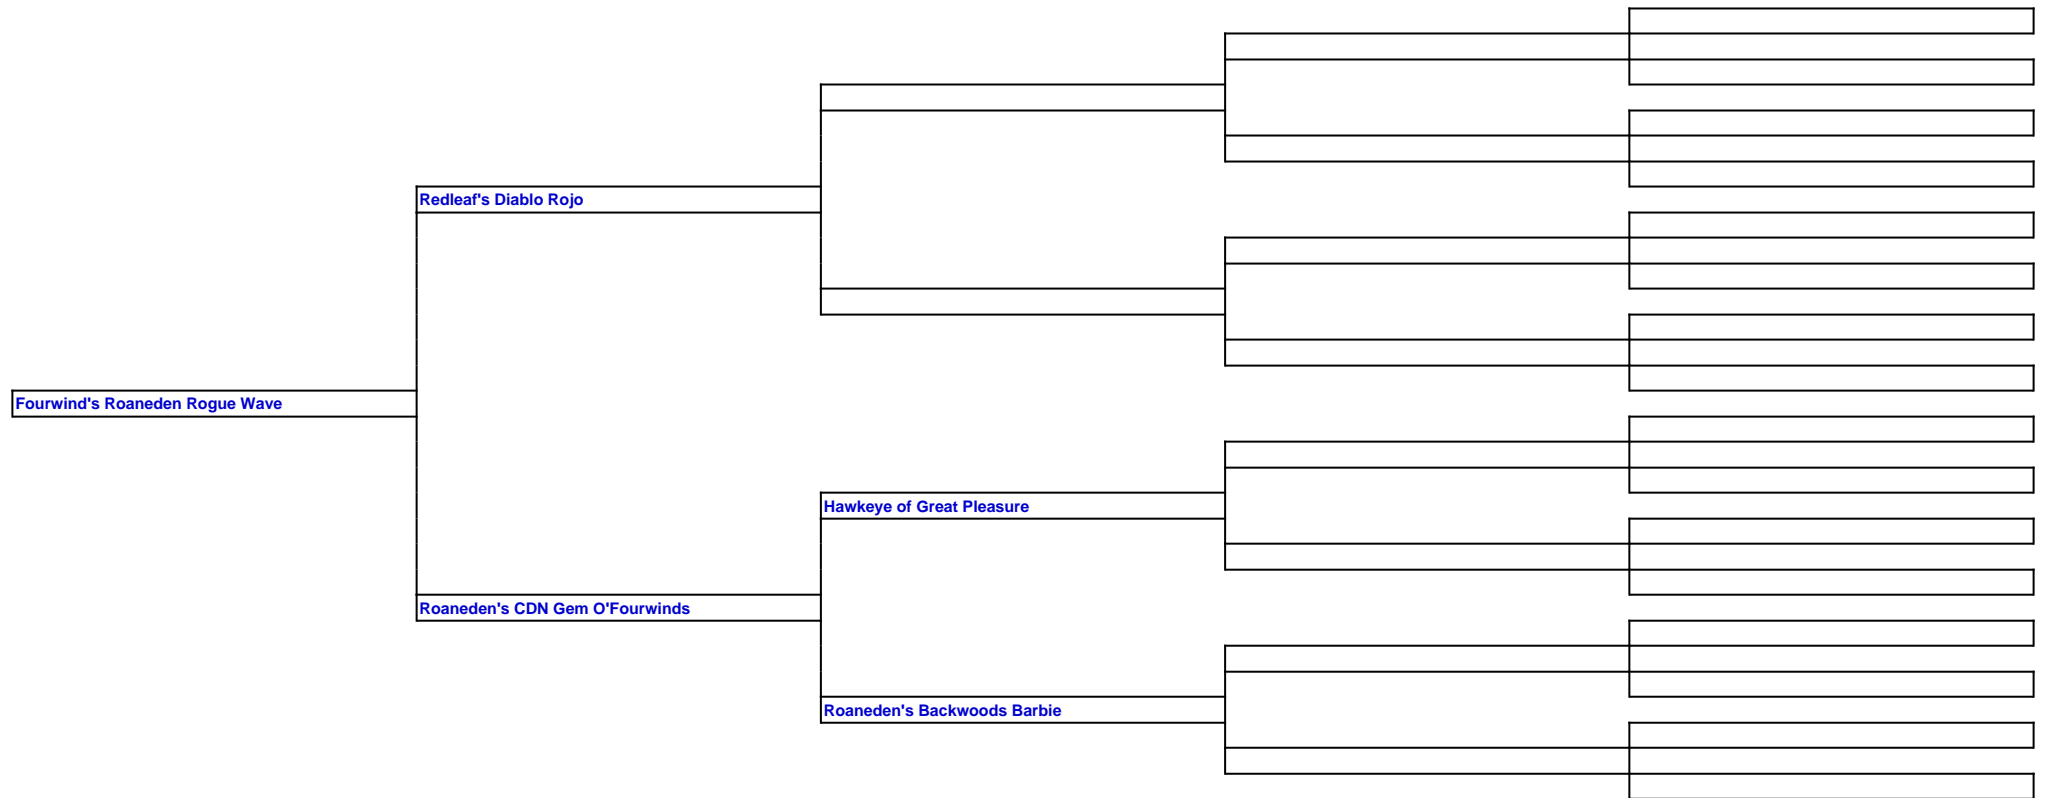 Redleaf's Diablo Rojo
Fourwind's Roaneden Rogue Wave
Hawkeye of Great Pleasure
Roaneden's CDN Gem O'Fourwinds
Roaneden's Backwoods Barbie